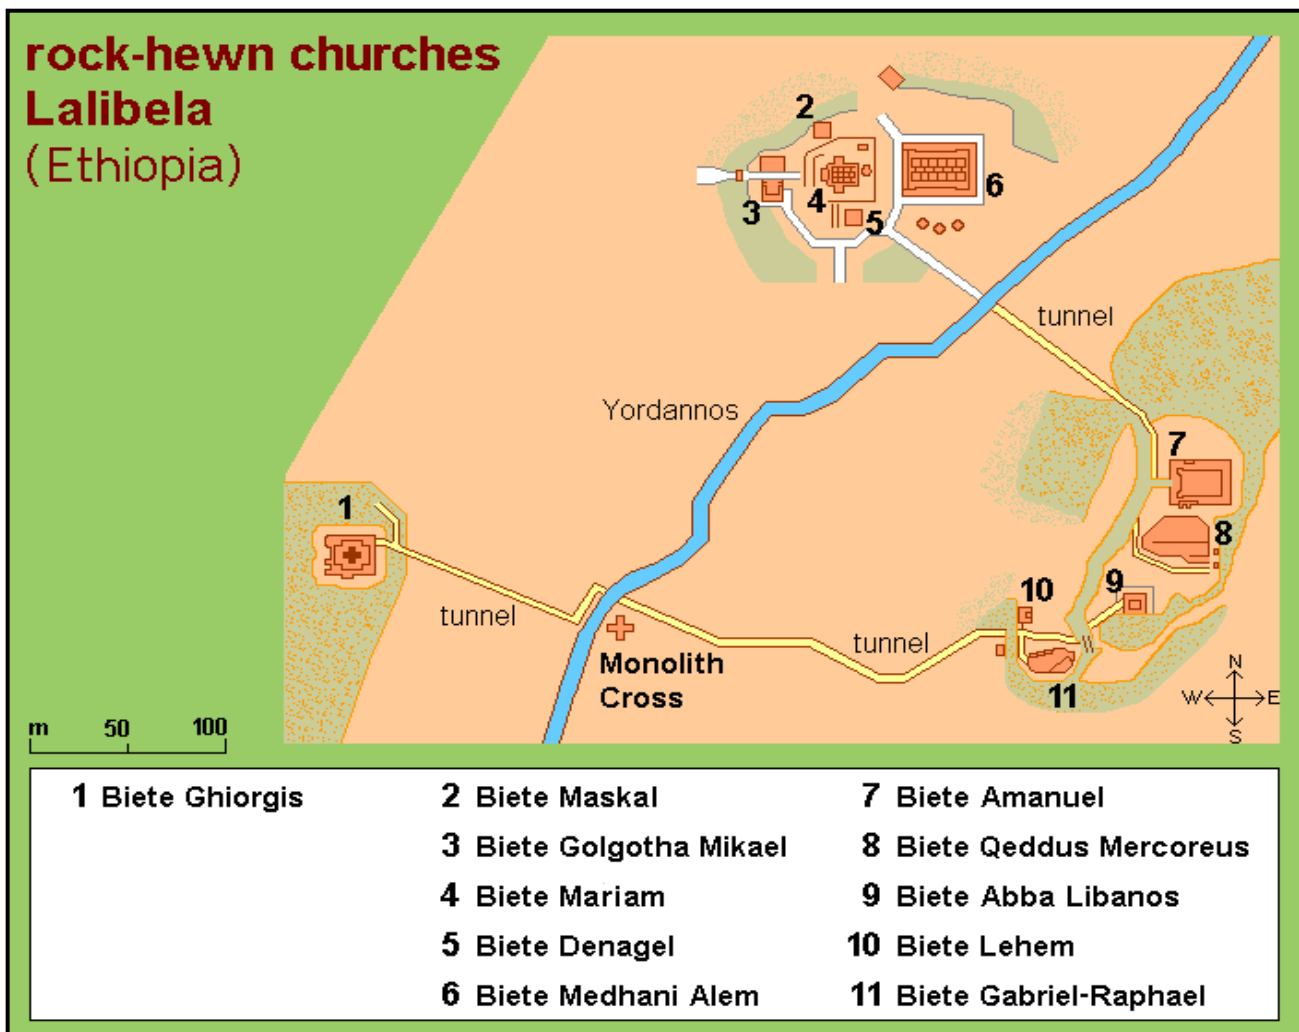 rock-hewn churches
Lalibela
(Ethiopia)
2
3
4
5
6
tunnel
Yordannos
7
1
8
9
10
tunnel
tunnel
Monolith
Cross
11
N
W E
S
m 50 100
1 Biete Ghiorgis
2 Biete Maskal
3 Biete Golgotha Mikael
4 Biete Mariam
5 Biete Denagel
6 Biete Medhani Alem
7 Biete Amanuel
8 Biete Qeddus Mercoreus
9 Biete Abba Libanos
10 Biete Lehem
11 Biete Gabriel-Raphael